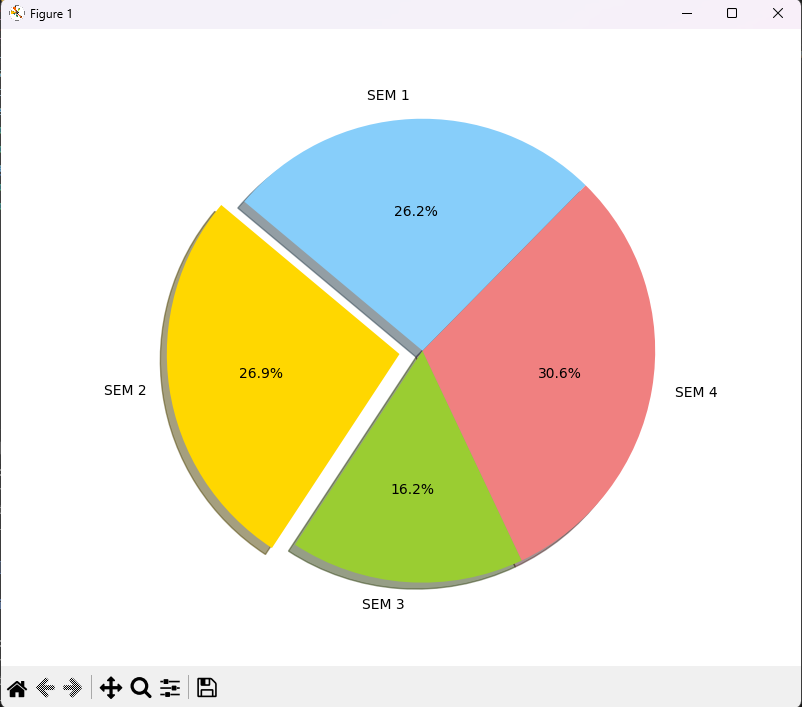 Figure 1
SEM 1
26.2%
26.9%
30.6%
SEM 2
SEM 4
16.2%
SEM 3